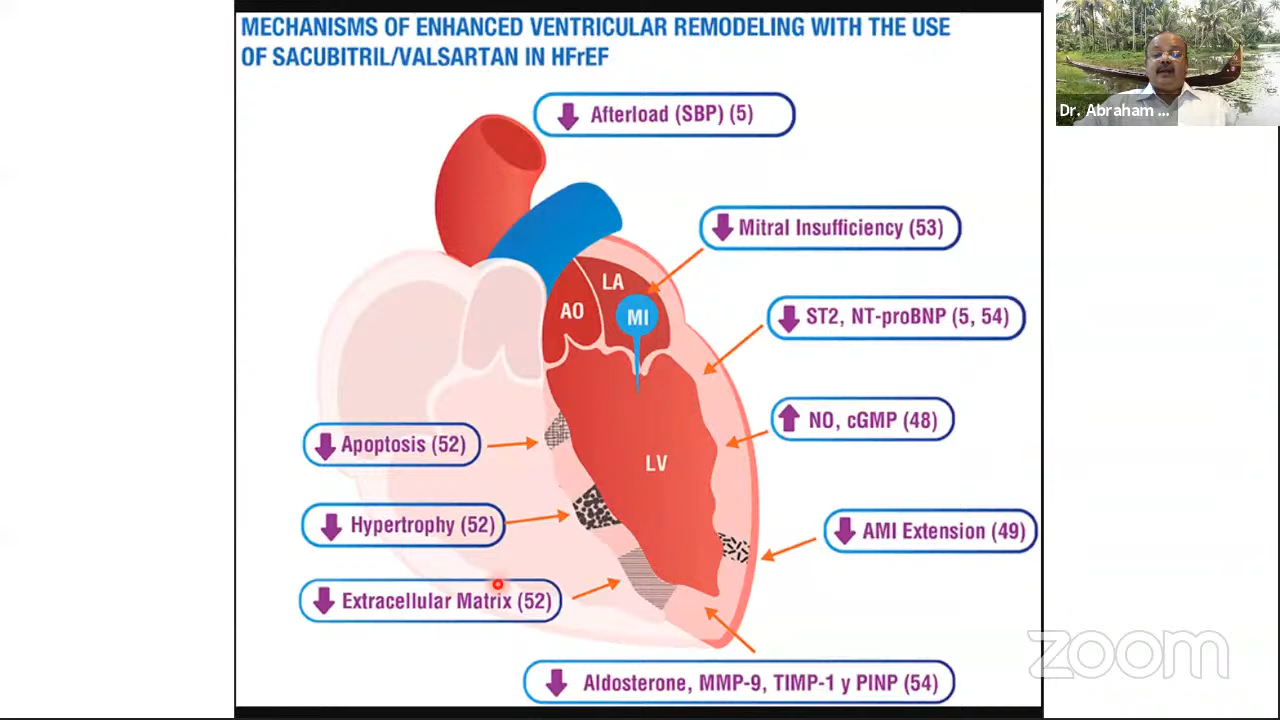 MECHANISMS OF ENHANCED VENTRICULAR REMODELING WITH THE USE
OF SACUBITRIL/VALSARTAN IN HFrEF
Dr. Abraham ...
Afterload (SBP) (5)
Mitral Insufficiency (53)
LA
AO
MI
ST2, NT-proBNP (5, 54)
NO, cGMP (48)
Apoptosis (52)
LV
Hypertrophy (52)
AMI Extension (49)
Extracellular Matrix (52)
zoom
Aldosterone, MMP-9, TIMP-1 y PINP (54)